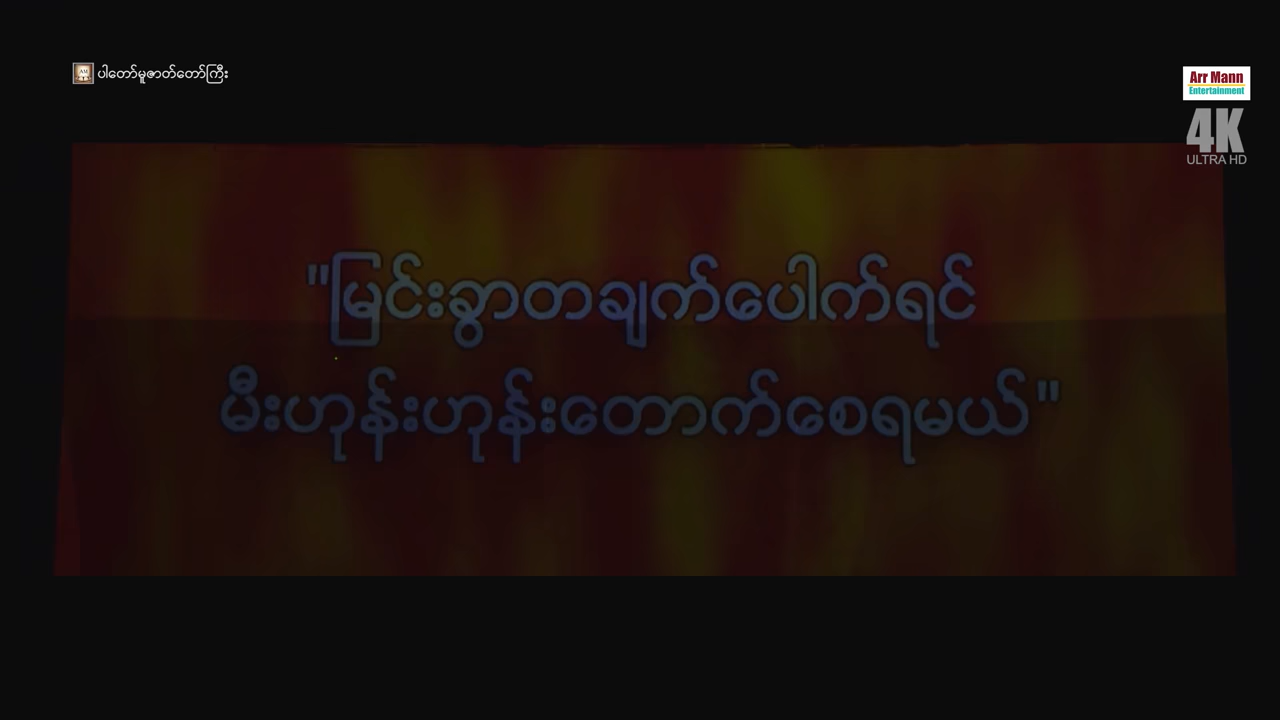 ပါတော်မူဇာတ်တော်ကြီး
Arr Mann
Entertainment
4K
ULTRA HD
"မြင်းခွာတချက်ပေါက်ရင်
မီးဟုန်းဟုန်းတောက်စေရမယ်"